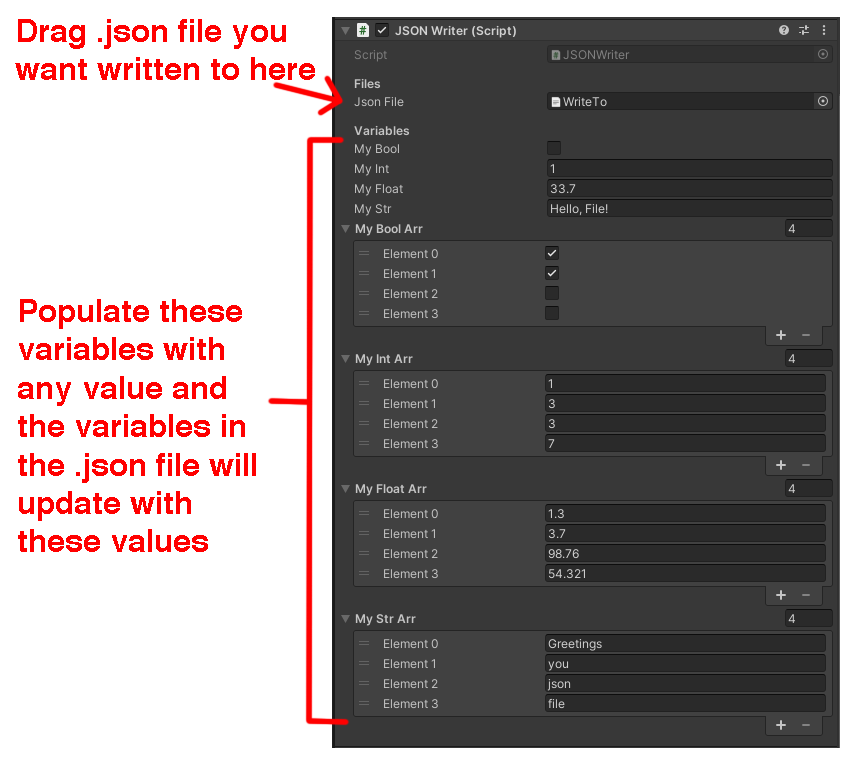 Drag .json file you
want written to here
JSON Writer (Script)
Script JSONWriter
Files
Json File WriteTo
Variables
My Bool
My Int 1
My Float 33.7
My Str Hello, File!
My Bool Arr 4
Element 0
Element 1
Element 2
Element 3
Populate these
variables with
any value and
the variables in
the .json file will
update with
these values
My Int Arr 4
Element 0 1
Element 1 3
Element 2 3
Element 3 7
My Float Arr 4
Element 0 1.3
Element 1 3.7
Element 2 98.76
Element 3 54.321
My Str Arr 4
Element 0 Greetings
Element 1 you
Element 2 json
Element 3 file